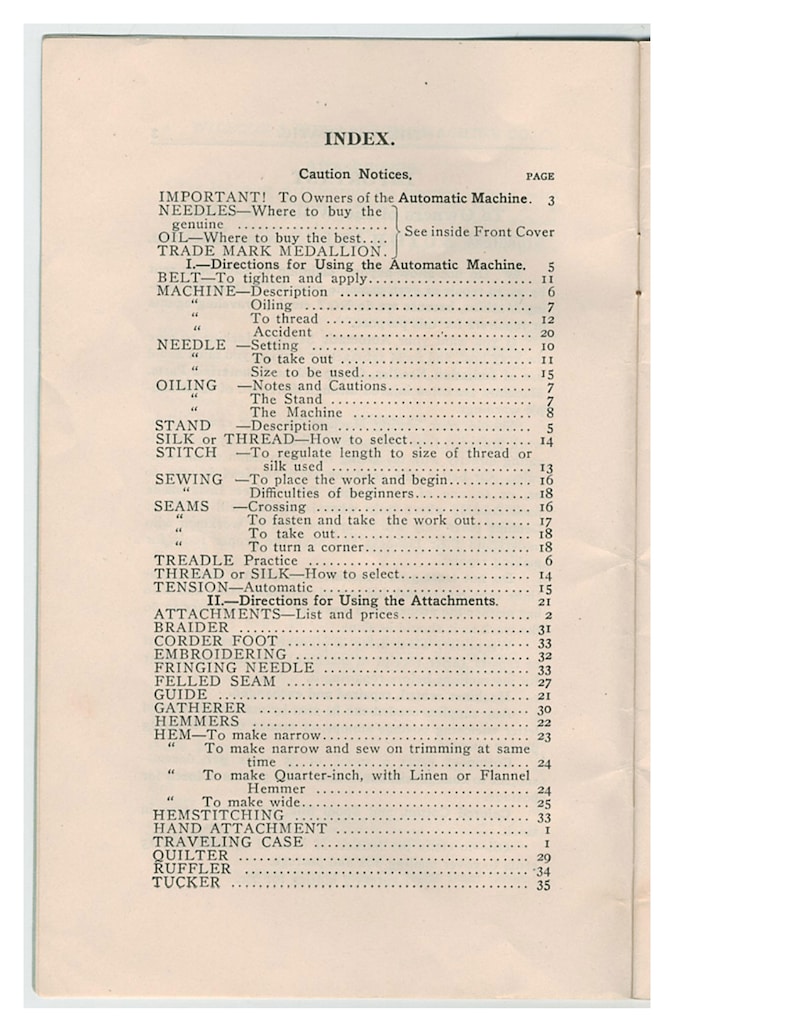 INDEX.
Caution Notices. PAGE
IMPORTANT! To Owners of the Automatic Machine. 3
NEEDLES—Where to buy the
genuine ......................
OIL—Where to buy the best.... See inside Front Cover
TRADE MARK MEDALLION.
I.—Directions for Using the Automatic Machine. 5
BELT—To tighten and apply........................ 11
MACHINE—Description ............................ 6
“ Oiling ................................. 7
“ To thread .............................. 12
“ Accident .............................. 20
NEEDLE —Setting ................................ 10
“ To take out ............................ 11
“ Size to be used......................... 15
OILING —Notes and Cautions..................... 7
“ The Stand .............................. 7
“ The Machine .......................... 8
STAND —Description ............................ 5
SILK or THREAD—How to select.................. 14
STITCH —To regulate length to size of thread or
silk used ............................. 13
SEWING —To place the work and begin............ 16
“ Difficulties of beginners................. 18
SEAMS —Crossing ............................... 16
“ To fasten and take the work out........ 17
“ To take out............................ 18
“ To turn a corner........................ 18
TREADLE Practice ................................ 6
THREAD or SILK—How to select................... 14
TENSION—Automatic .............................. 15
II.—Directions for Using the Attachments. 21
ATTACHMENTS—List and prices................... 2
BRAIDER .......................................... 31
CORDER FOOT .................................... 33
EMBROIDERING .................................. 32
FRINGING NEEDLE .............................. 33
FELLED SEAM ................................... 27
GUIDE ............................................. 21
GATHERER ...................................... 30
HEMMERS ........................................ 22
HEM—To make narrow.............................. 23
“ To make narrow and sew on trimming at same
time ................................... 24
“ To make Quarter-inch, with Linen or Flannel
Hemmer ............................... 24
“ To make wide................................. 25
HEMSTITCHING .................................. 33
HAND ATTACHMENT ............................ 1
TRAVELING CASE ............................... 1
QUILTER .......................................... 29
RUFFLER ......................................... 34
TUCKER ........................................... 35